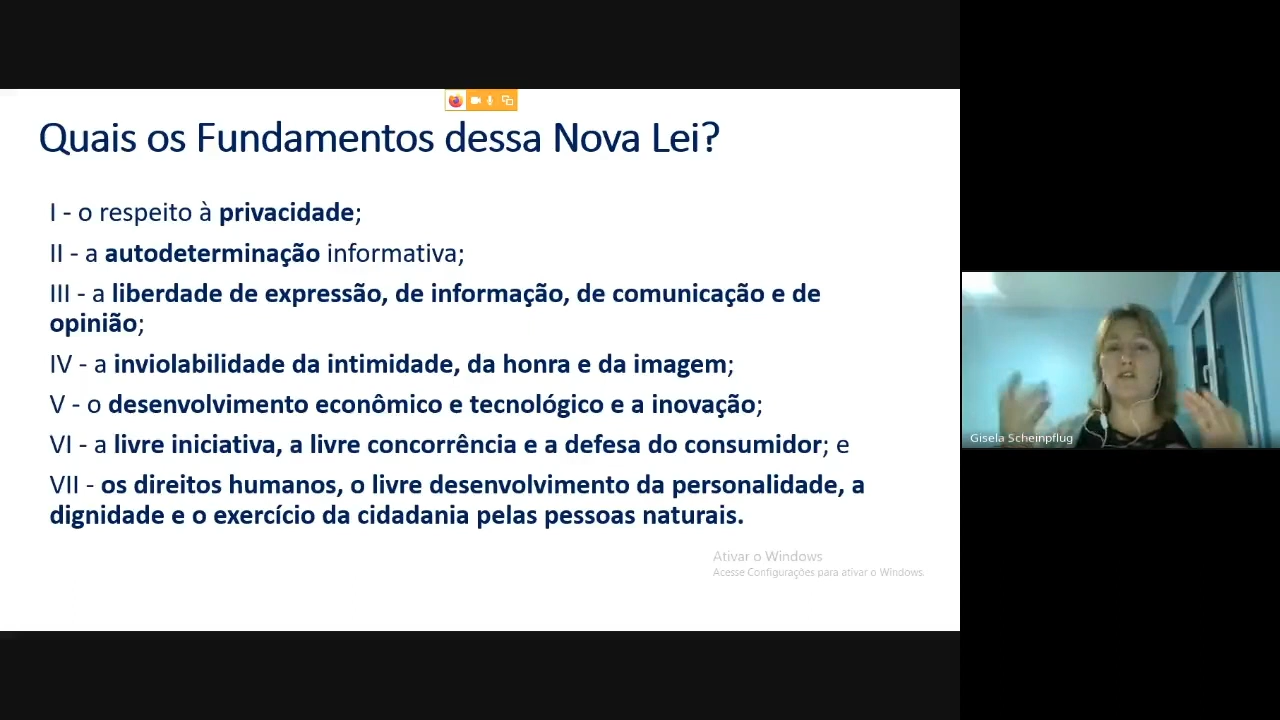 Quais os Fundamentos dessa Nova Lei?
I - o respeito à privacidade;
II - a autodeterminação informativa;
III - a liberdade de expressão, de informação, de comunicação e de
opinião;
IV - a inviolabilidade da intimidade, da honra e da imagem;
V - o desenvolvimento econômico e tecnológico e a inovação;
VI - a livre iniciativa, a livre concorrência e a defesa do consumidor; e
VII - os direitos humanos, o livre desenvolvimento da personalidade, a
dignidade e o exercício da cidadania pelas pessoas naturais.
Ativar o Windows
Acesse Configurações para ativar o Windows.
Gisela Scheinpflug